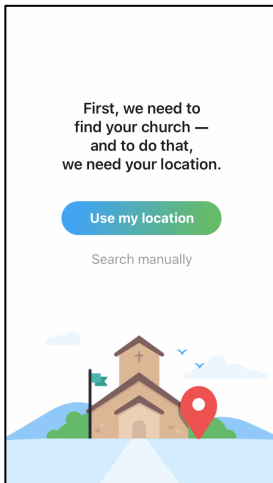 First, we need to
find your church —
and to do that,
we need your location.
Use my location
Search manually